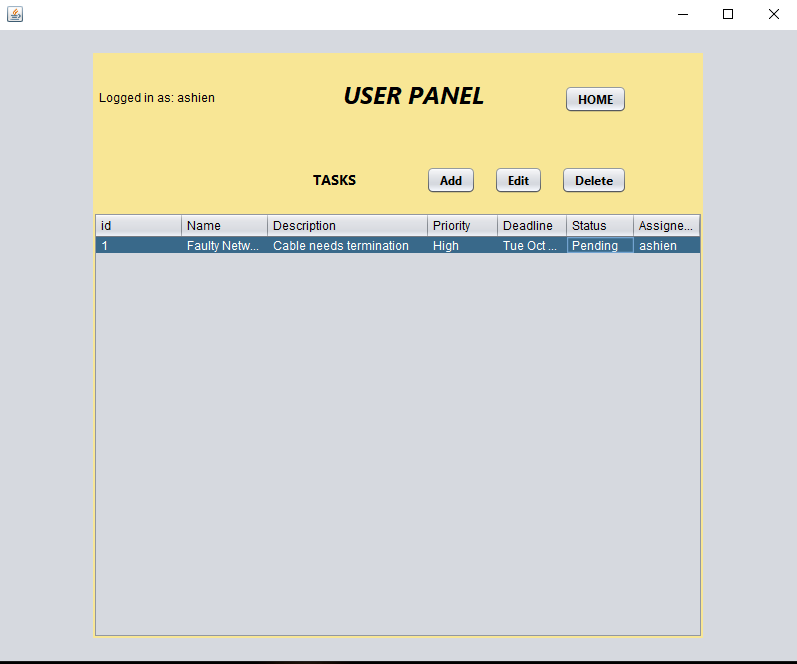 Logged in as: ashien
USER PANEL
HOME
TASKS
Add
Edit
Delete
id Name Description Priority Deadline Status Assigne...
1 Faulty Netw... Cable needs termination High Tue Oct ... Pending ashien